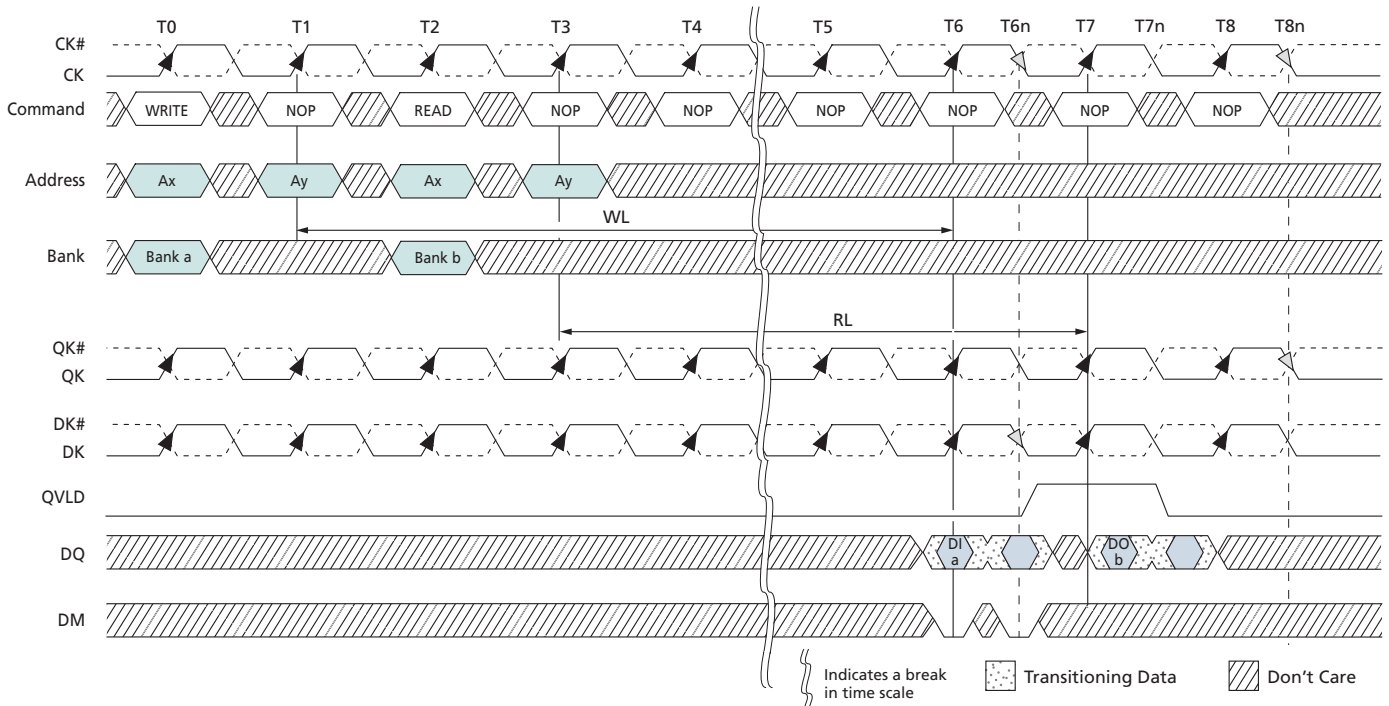 T0 T1 T2 T3 T4 T5 T6 T6n T7 T7n T8 T8n
CK#
CK
Command WRITE NOP READ NOP NOP NOP NOP NOP NOP
Address Ax Ay Ax Ay
WL
Bank Bank a Bank b
RL
QK#
QK
DK#
DK
QVLD
DQ DI a DO b
DM
Indicates a break in time scale
Transitioning Data
Don't Care